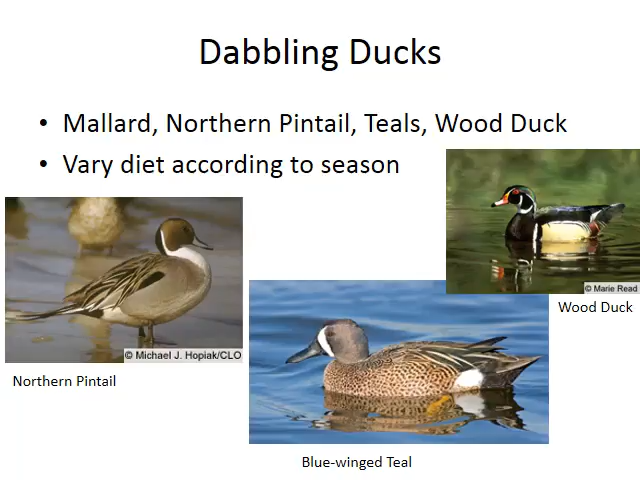 Dabbling Ducks
• Mallard, Northern Pintail, Teals, Wood Duck
• Vary diet according to season
© Marie Read
Wood Duck
© Michael J. Hopiak/CLO
Northern Pintail
Blue-winged Teal